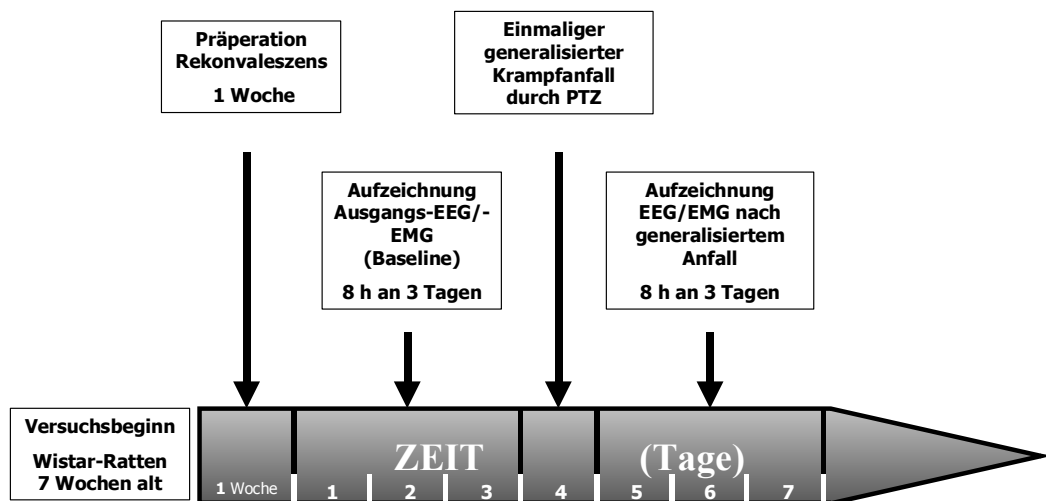 Präperation
Rekonvaleszens
1 Woche
Einmaliger
generalisierter
Krampfanfall
durch PTZ
Aufzeichnung
Ausgangs-EEG/-
EMG
(Baseline)
8 h an 3 Tagen
Aufzeichnung
EEG/EMG nach
generalisiertem
Anfall
8 h an 3 Tagen
Versuchsbeginn
Wistar-Ratten
7 Wochen alt
ZEIT (Tage)
1 Woche 1 2 3 4 5 6 7